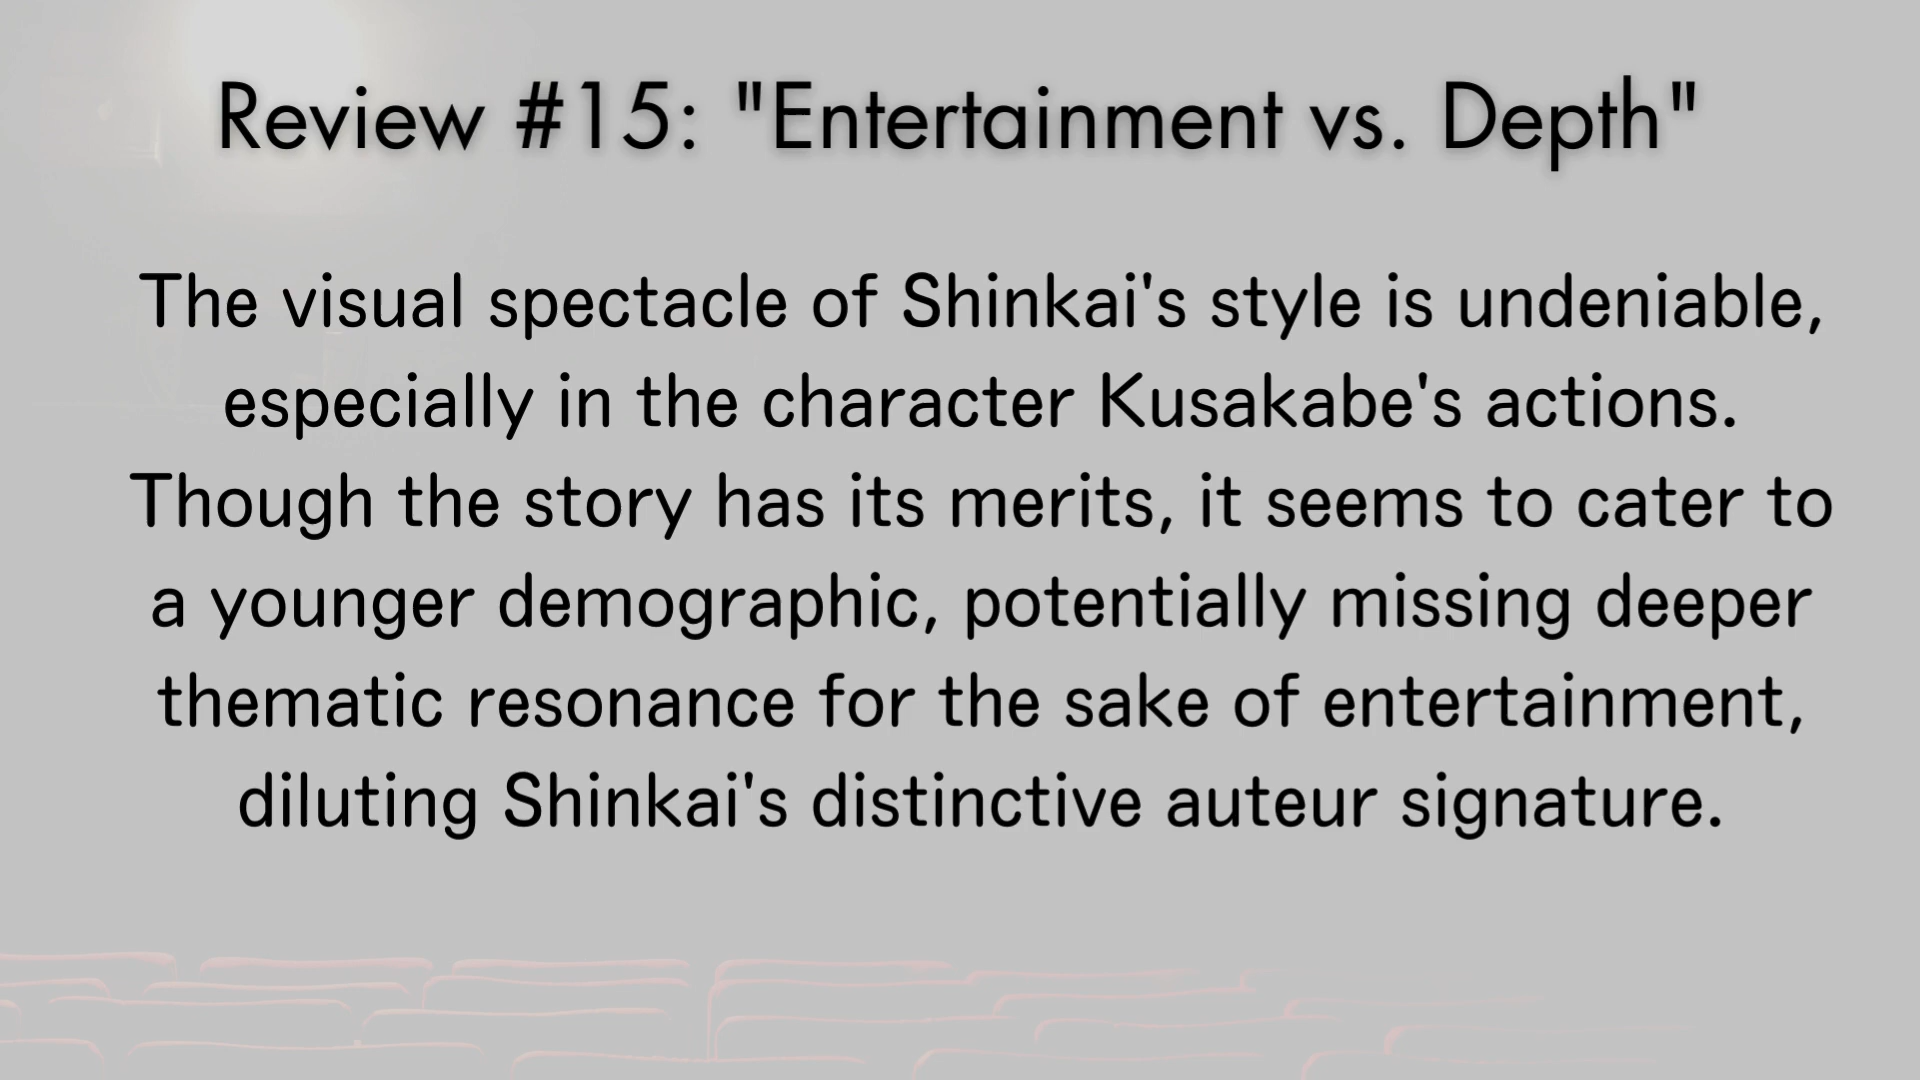 Review #15: "Entertainment vs. Depth"
The visual spectacle of Shinkai's style is undeniable,
especially in the character Kusakabe's actions.
Though the story has its merits, it seems to cater to
a younger demographic, potentially missing deeper
thematic resonance for the sake of entertainment,
diluting Shinkai's distinctive auteur signature.